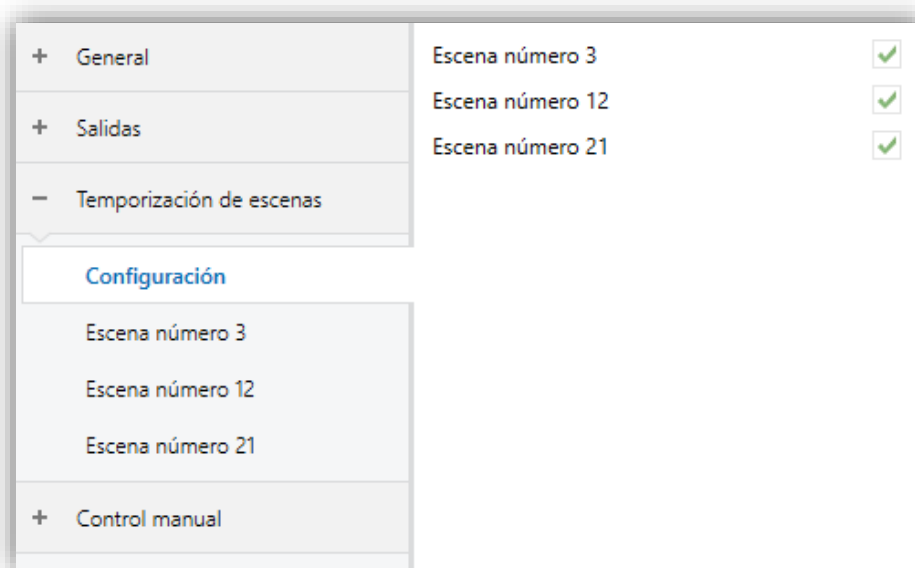 General
Salidas
Temporización de escenas
Configuración
Escena número 3
Escena número 12
Escena número 21
Control manual
Escena número 3
Escena número 12
Escena número 21